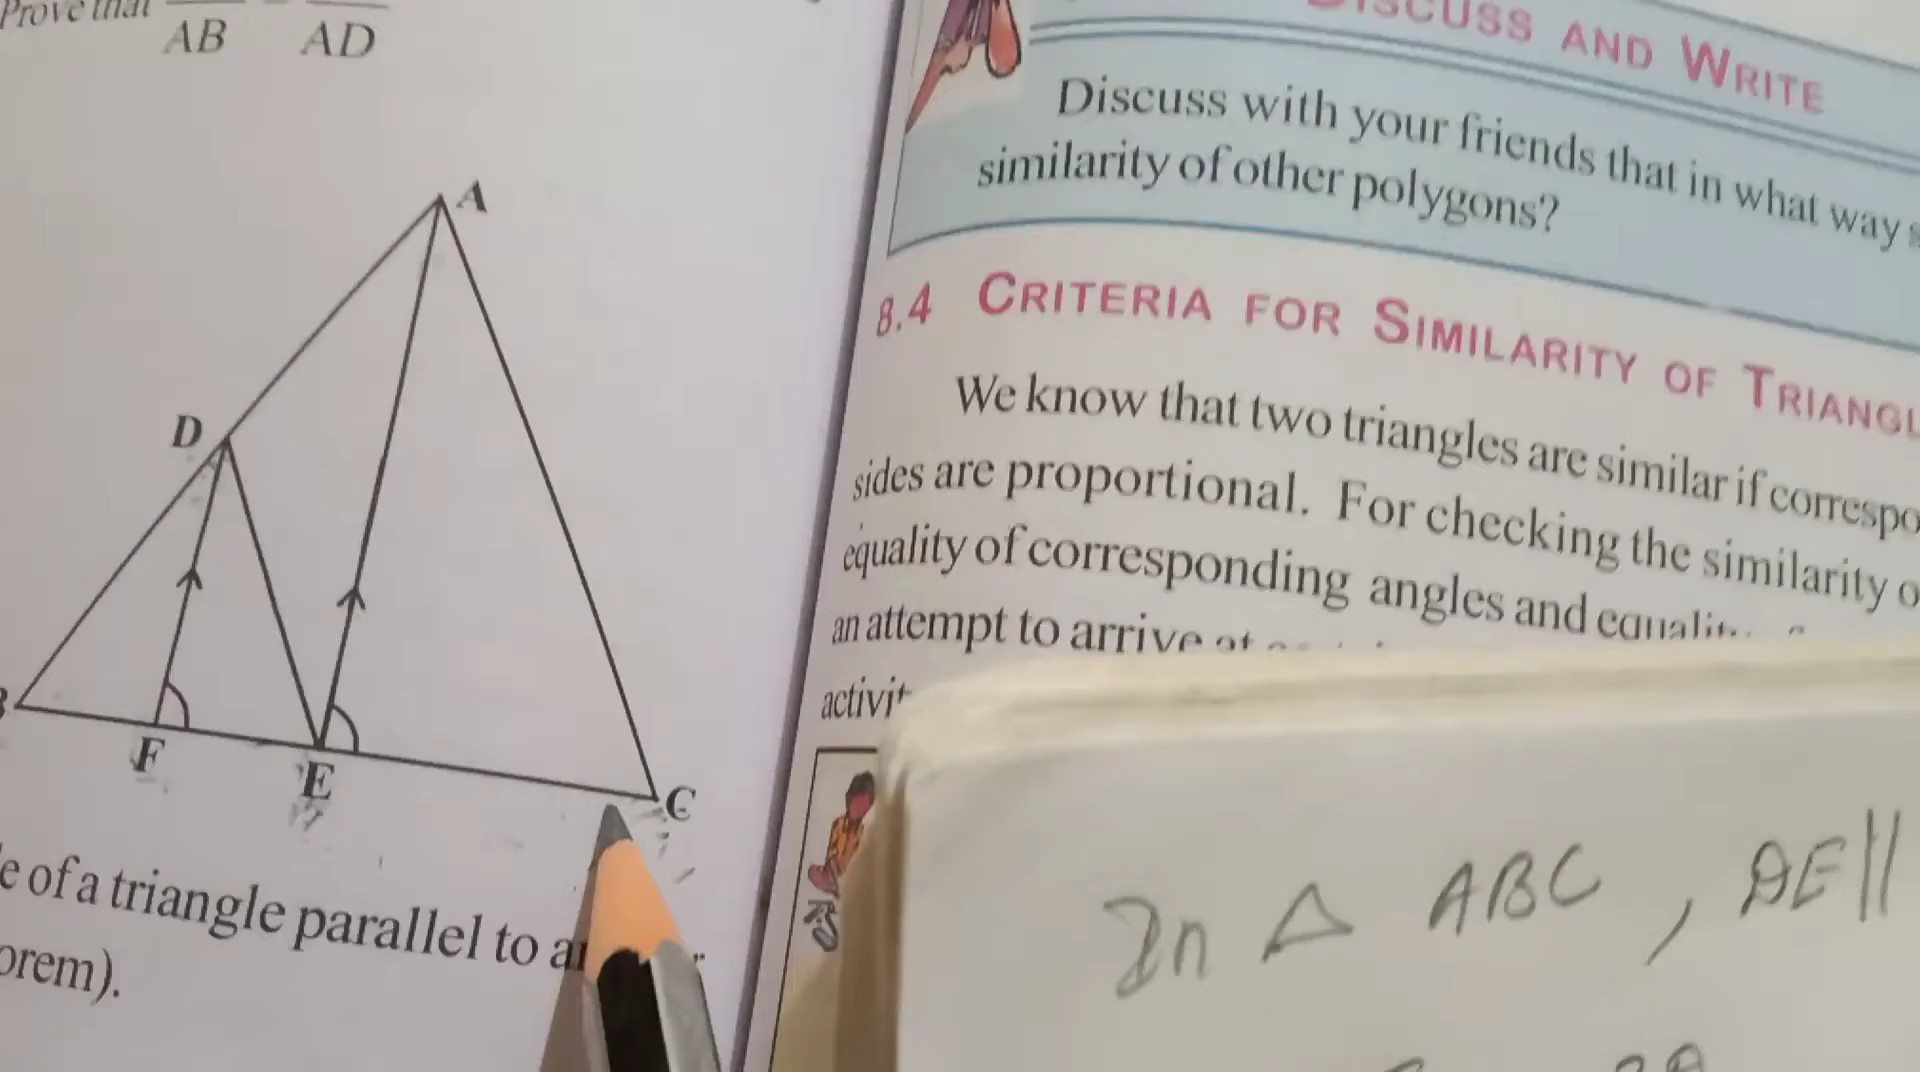 Prove that
AB AD
A
D
F
E
C
e of a triangle parallel to
orem).
DISCUSS AND WRITE
Discuss with your friends that in what way
similarity of other polygons?
8.4 CRITERIA FOR SIMILARITY OF TRIANGL
We know that two triangles are similar if correspo
sides are proportional. For checking the similarity o
equality of corresponding angles and equality
an attempt to arrive at
activit
In △ ABC, DE||